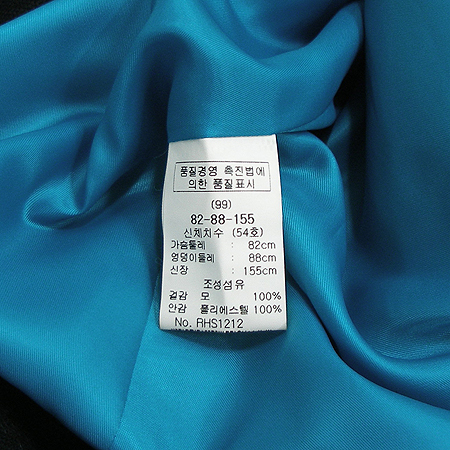 품질경영 촉진법에
의한 품질표시
(99)
82-88-155
신체치수 (54호)
가슴둘레 : 82cm
엉덩이둘레 : 88cm
신장 : 155cm
조성섬유
겉감 모 100%
안감 폴리에스텔 100%
No. RHS1212